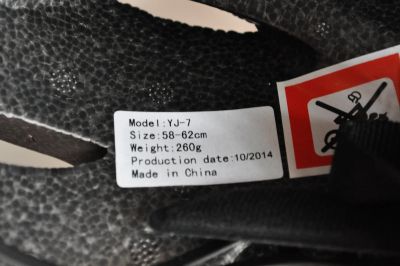 Model:YJ-7
Size:58-62cm
Weight:260g
Production date:10/2014
Made in China